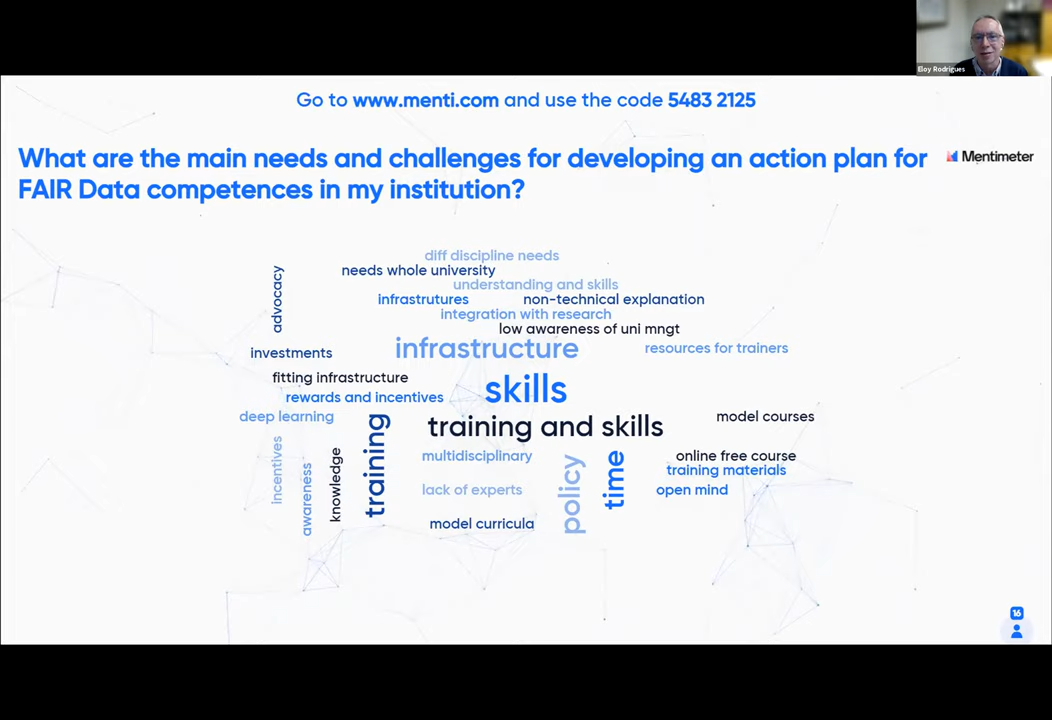 Eloy Rodrigues
Go to www.menti.com and use the code 5483 2125
What are the main needs and challenges for developing an action plan for
FAIR Data competences in my institution?
Mentimeter
diff discipline needs
needs whole university
advocacy
understanding and skills
infrastrutures
non-technical explanation
integration with research
low awareness of uni mngt
infrastructure
resources for trainers
investments
fitting infrastructure
skills
rewards and incentives
deep learning
training and skills
model courses
training
incentives
awareness
knowledge
multidisciplinary
policy
time
online free course
training materials
lack of experts
open mind
model curricula
16